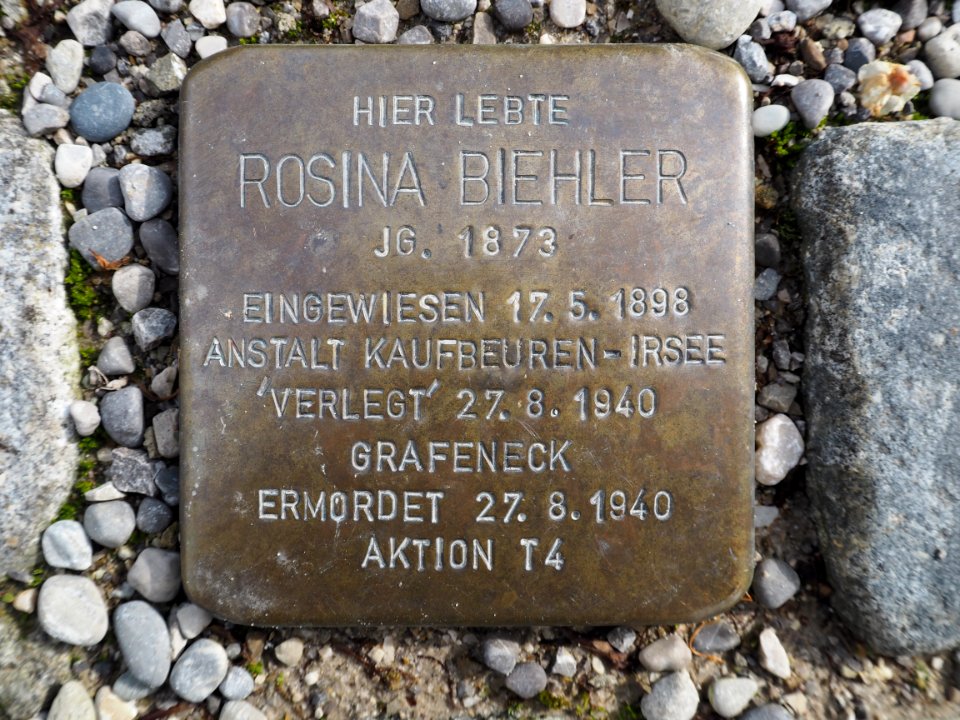 HIER LEBTE
ROSINA BIEHLER
JG. 1873
EINGEWIESEN 17. 5. 1898
ANSTALT KAUFBEUREN-IRSEE
'VERLEGT' 27. 8. 1940
GRAFENECK
ERMORDET 27. 8. 1940
AKTION T4